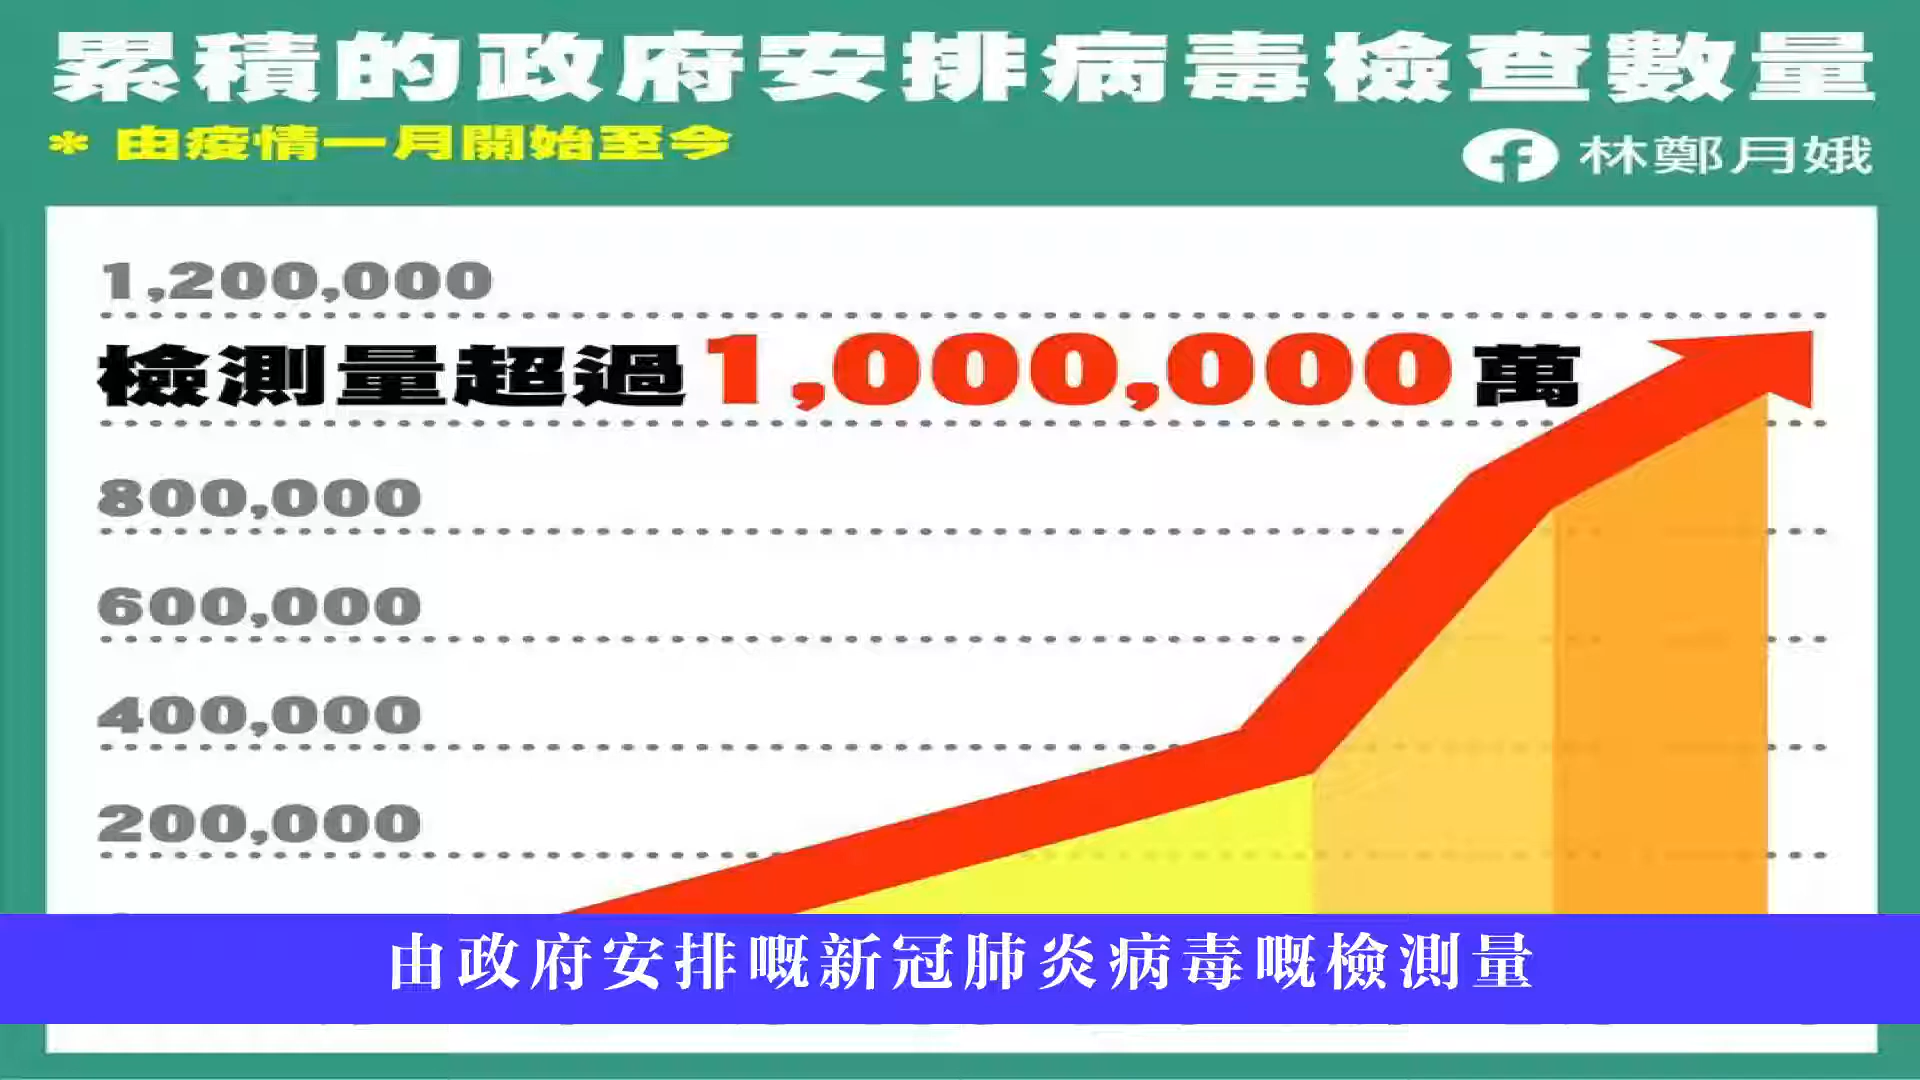 累積的政府安排病毒檢查數量
* 由疫情一月開始至今
林鄭月娥
1,200,000
檢測量超過1,000,000萬
800,000
600,000
400,000
200,000
由政府安排嘅新冠肺炎病毒嘅檢測量